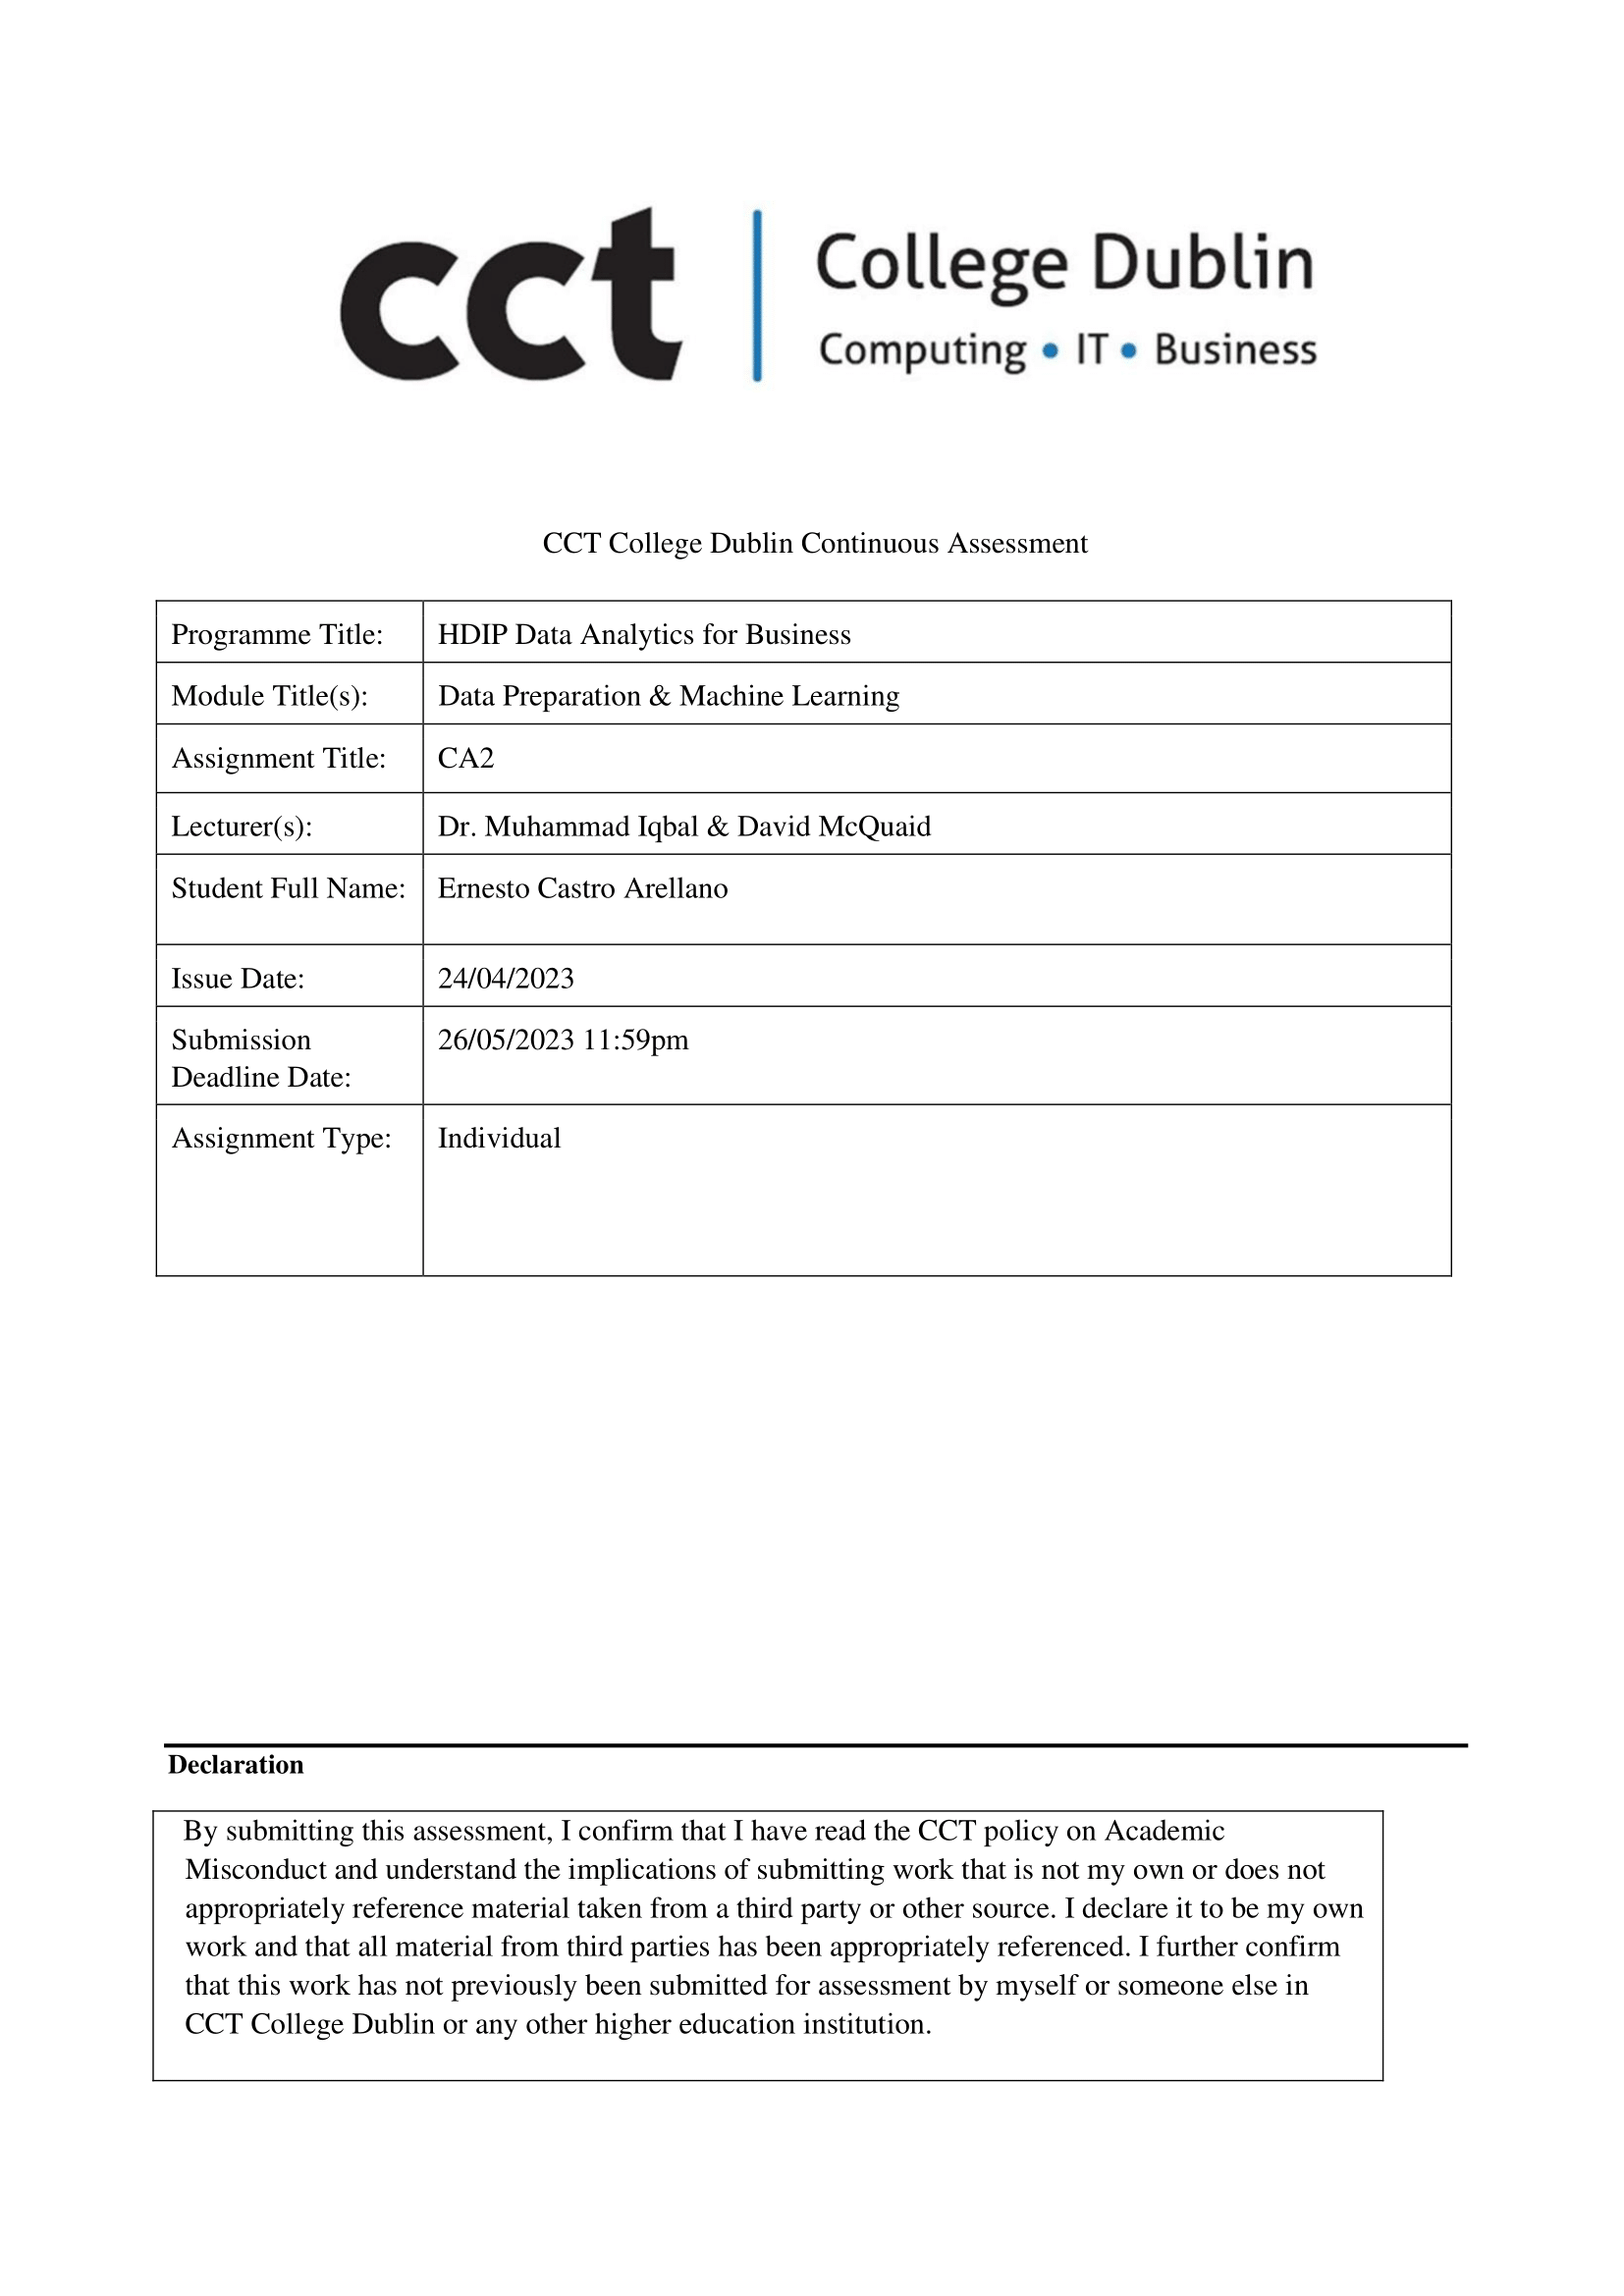 cct
College Dublin
Computing • IT • Business
CCT College Dublin Continuous Assessment
Programme Title: HDIP Data Analytics for Business
Module Title(s): Data Preparation & Machine Learning
Assignment Title: CA2
Lecturer(s): Dr. Muhammad Iqbal & David McQuaid
Student Full Name: Ernesto Castro Arellano
Issue Date: 24/04/2023
Submission 26/05/2023 11:59pm
Deadline Date:
Assignment Type: Individual
Declaration
By submitting this assessment, I confirm that I have read the CCT policy on Academic
Misconduct and understand the implications of submitting work that is not my own or does not
appropriately reference material taken from a third party or other source. I declare it to be my own
work and that all material from third parties has been appropriately referenced. I further confirm
that this work has not previously been submitted for assessment by myself or someone else in
CCT College Dublin or any other higher education institution.